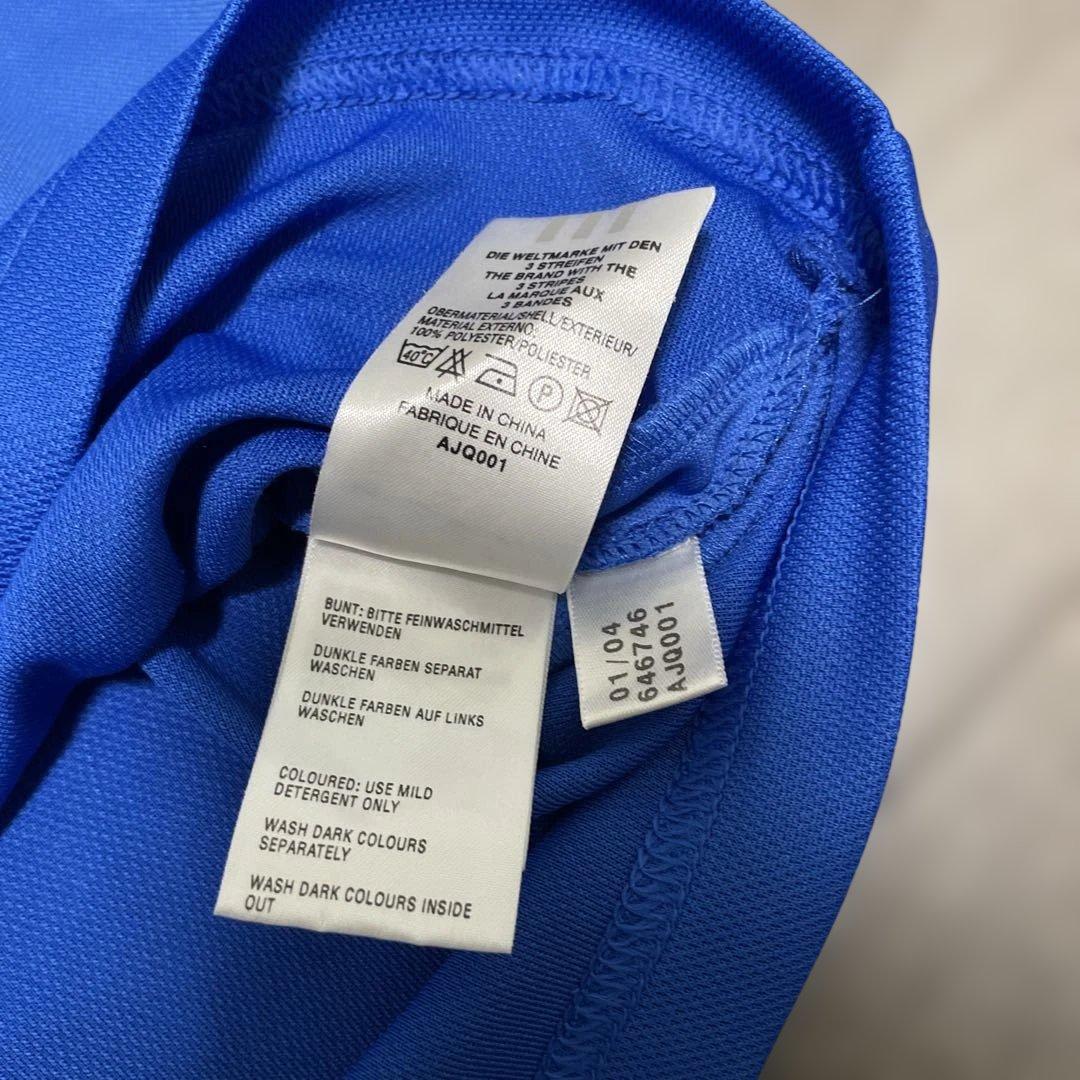 DIE WELTMARKE MIT DEN
3 STREIFEN
THE BRAND WITH THE
3 STRIPES
LA MARQUE AUX
3 BANDES
OBERMATERIAL/SHELL/EXTERIEUR/
MATERIAL EXTERNO:
100% POLYESTER/POLIESTER
40°C P
MADE IN CHINA
FABRIQUE EN CHINE
AJQ001
BUNT: BITTE FEINWASCHMITTEL
VERWENDEN
DUNKLE FARBEN SEPARAT
WASCHEN
DUNKLE FARBEN AUF LINKS
WASCHEN
COLOURED: USE MILD
DETERGENT ONLY
WASH DARK COLOURS
SEPARATELY
WASH DARK COLOURS INSIDE
OUT
01/04
646746
AJQ001